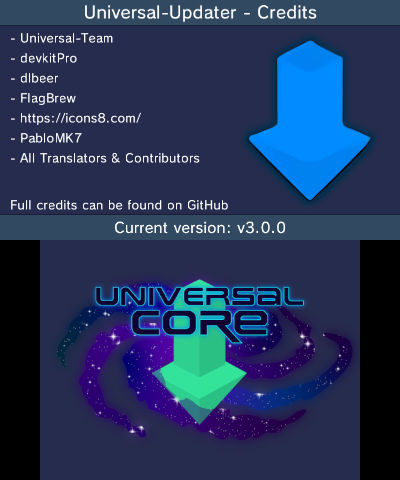 Universal-Updater - Credits
- Universal-Team
- devkitPro
- dlbeer
- FlagBrew
- https://icons8.com/
- PabloMK7
- All Translators & Contributors
Full credits can be found on GitHub
Current version: v3.0.0
UNIVERSAL
CORE